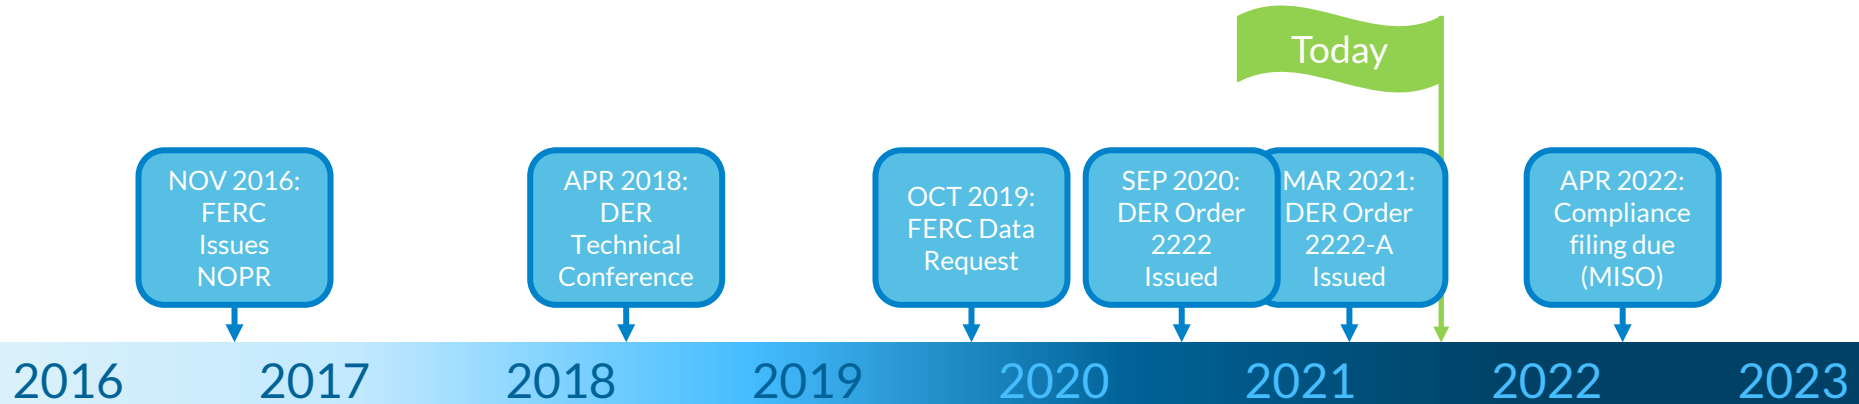 Today
NOV 2016:
FERC
Issues
NOPR
APR 2018:
DER
Technical
Conference
OCT 2019:
FERC Data
Request
SEP 2020:
DER Order
2222
Issued
MAR 2021:
DER Order
2222-A
Issued
APR 2022:
Compliance
filing due
(MISO)
2016 2017 2018 2019 2020 2021 2022 2023